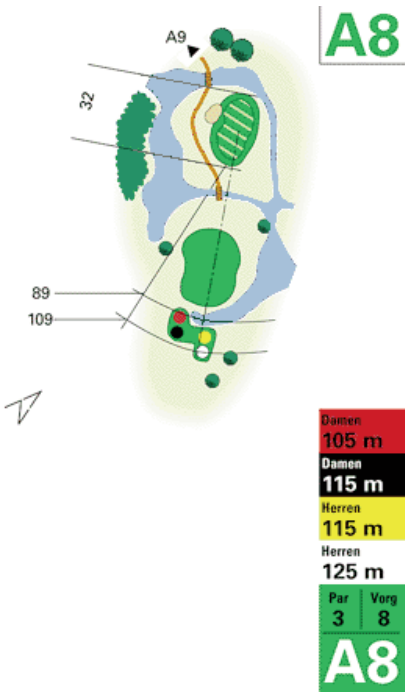 A8
A9
32
89
109
Damen
105 m
Damen
115 m
Herren
115 m
Herren
125 m
Par Vorg
3 8
A8